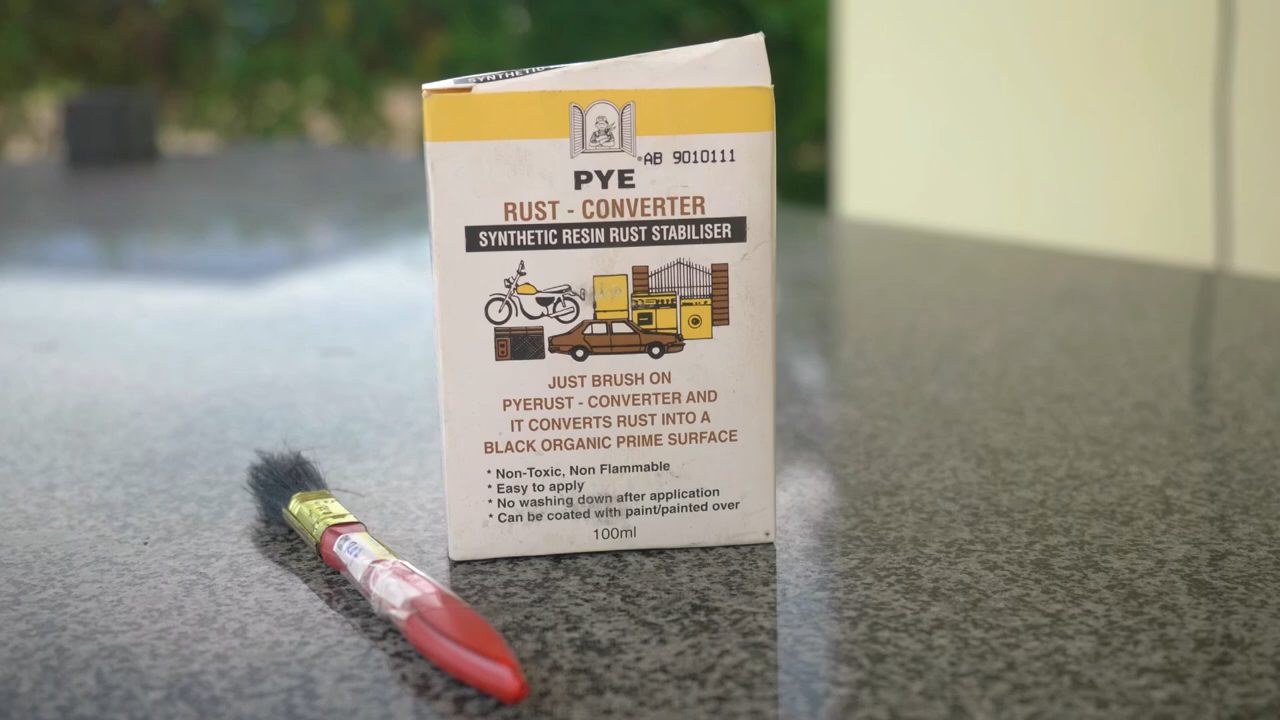 SYNTHETIC
AB 9010111
PYE
RUST - CONVERTER
SYNTHETIC RESIN RUST STABILISER
JUST BRUSH ON
PYERUST - CONVERTER AND
IT CONVERTS RUST INTO A
BLACK ORGANIC PRIME SURFACE
* Non-Toxic, Non Flammable
* Easy to apply
* No washing down after application
* Can be coated with paint/painted over
100ml